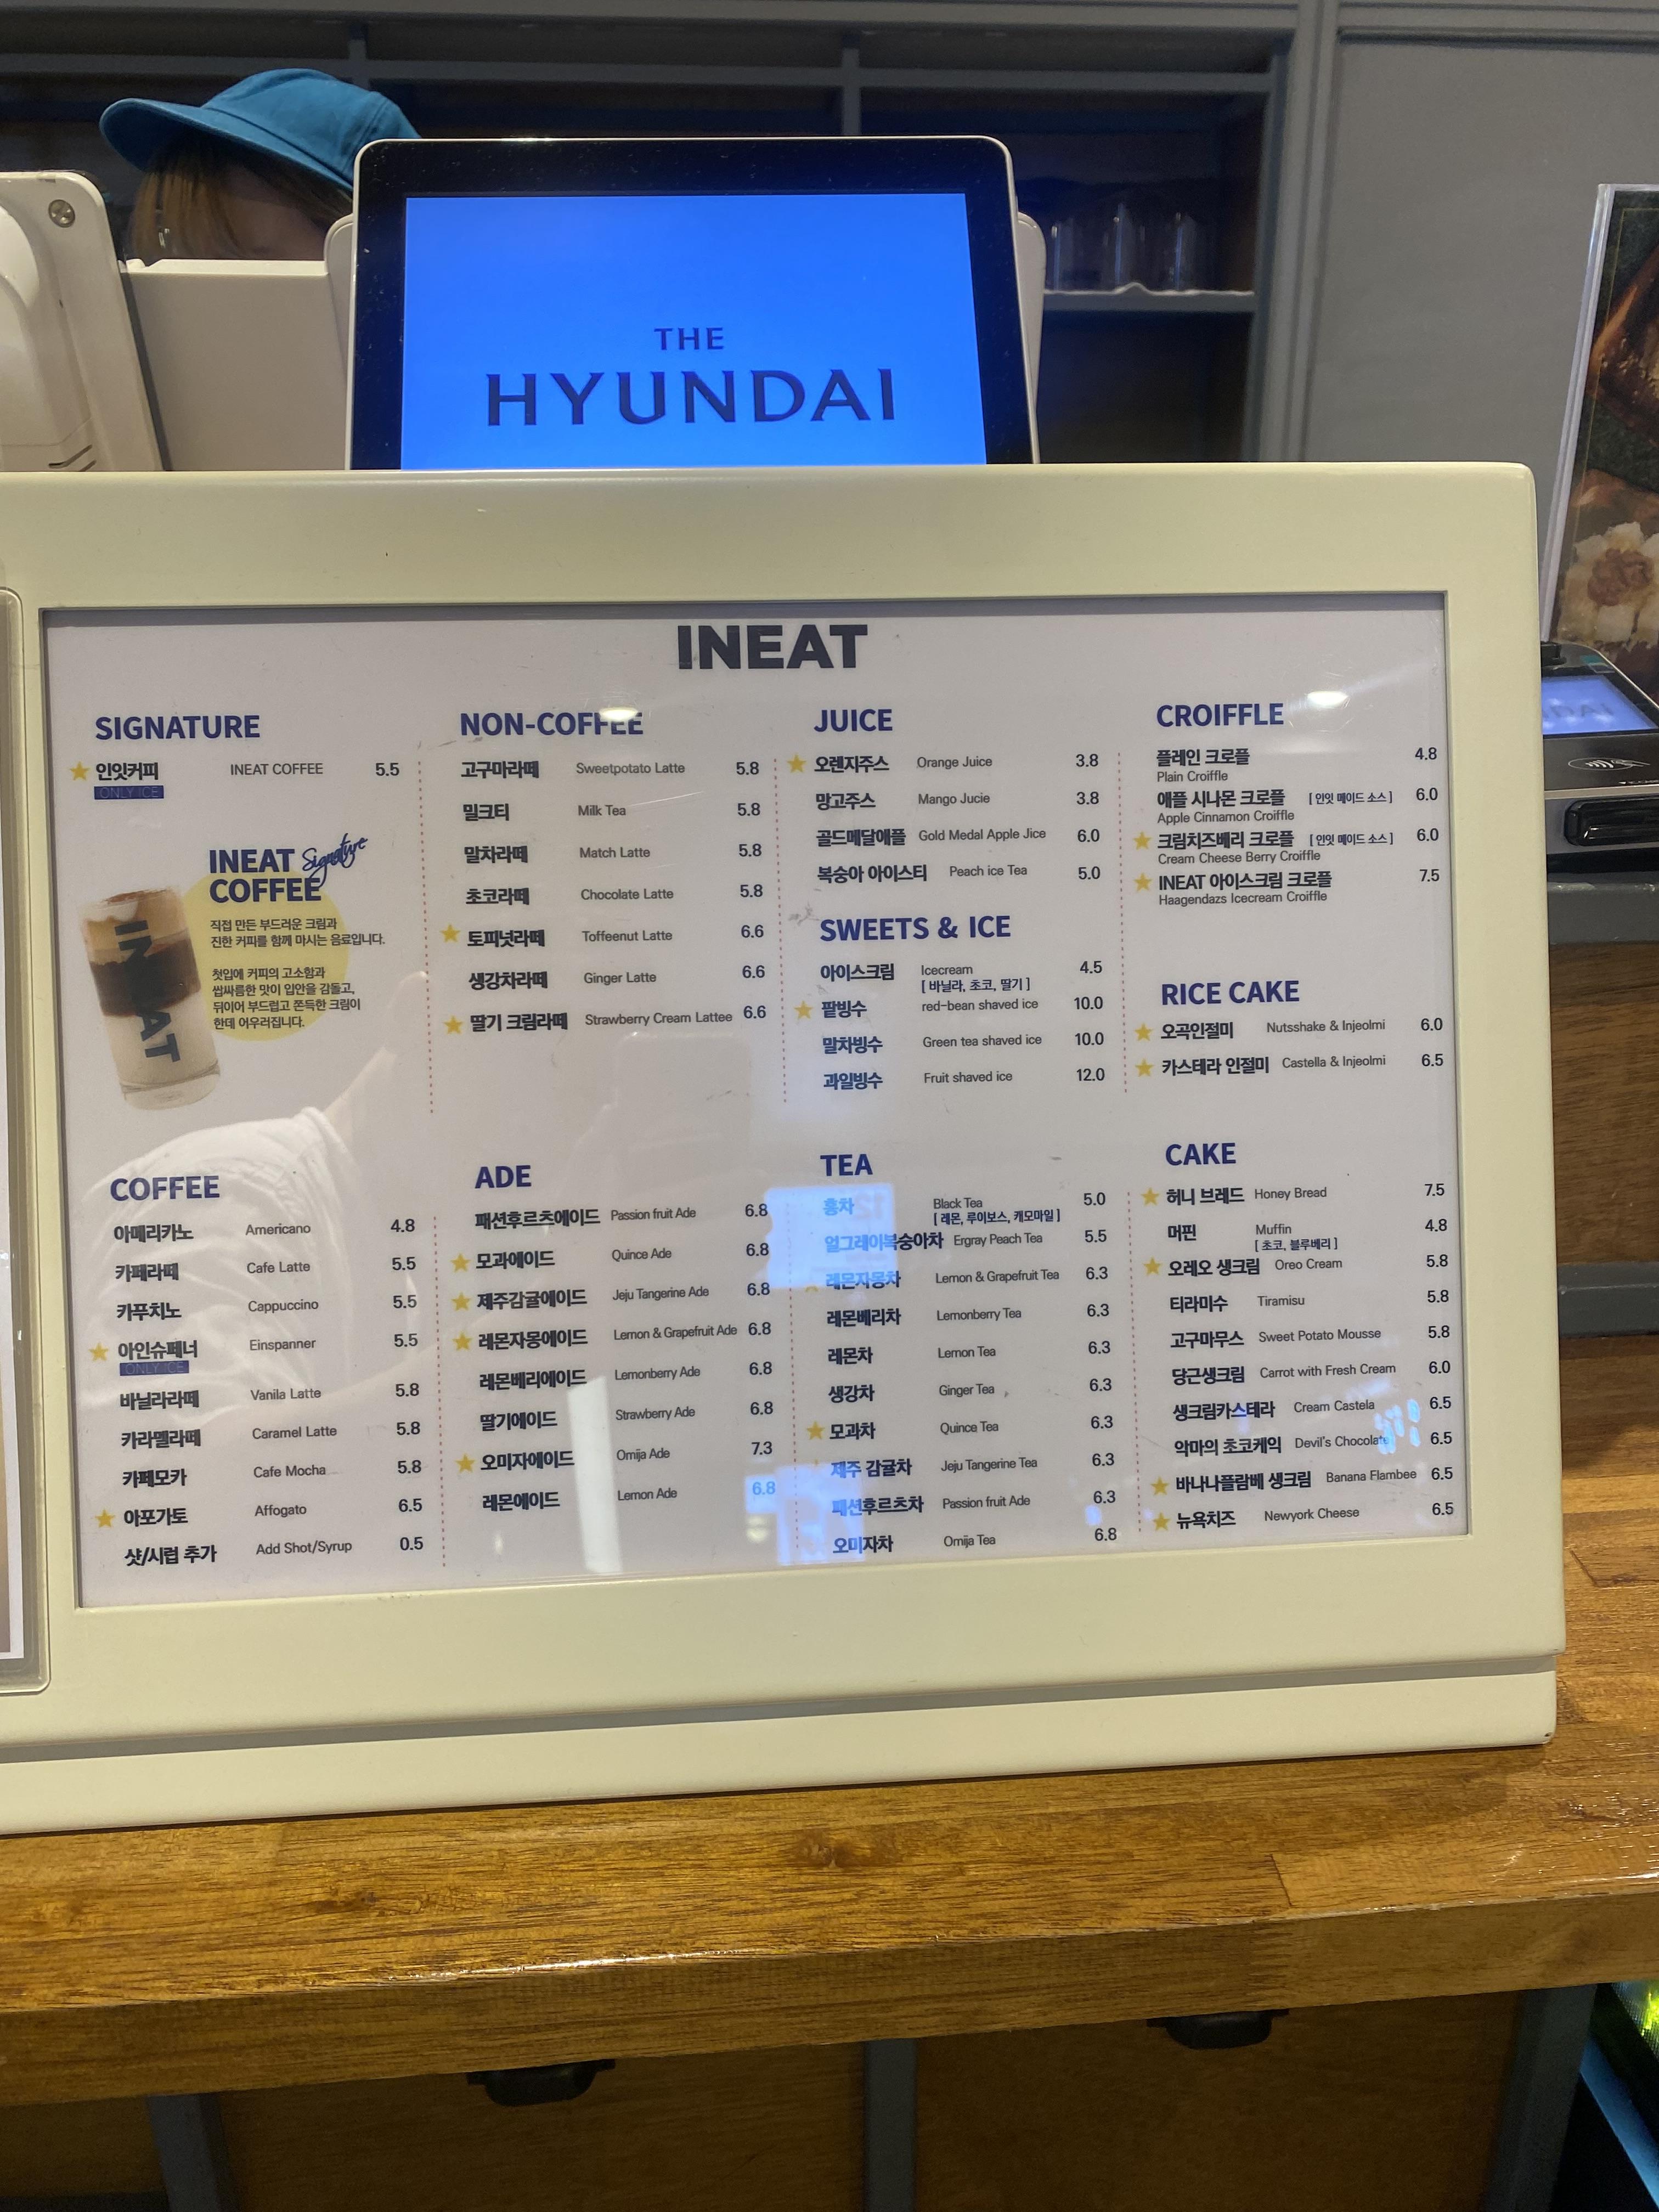 THE
HYUNDAI
INEAT
SIGNATURE
인잇커피 INEAT COFFEE 5.5
ONLY ICE
INEAT Signature
COFFEE
직접 만든 부드러운 크림과
진한 커피를 함께 마시는 음료입니다.
첫입에 커피의 고소함과
쌉싸름한 맛이 입안을 감돌고,
뒤이어 부드럽고 쫀득한 크림이
한데 어우러집니다.
INEAT
COFFEE
아메리카노 Americano 4.8
카페라떼 Cafe Latte 5.5
카푸치노 Cappuccino 5.5
아인슈페너 Einspanner 5.5
ONLY ICE
바닐라라떼 Vanila Latte 5.8
카라멜라떼 Caramel Latte 5.8
카페모카 Cafe Mocha 5.8
아포가토 Affogato 6.5
샷/시럽 추가 Add Shot/Syrup 0.5
NON-COFFEE
고구마라떼 Sweetpotato Latte 5.8
밀크티 Milk Tea 5.8
말차라떼 Match Latte 5.8
초코라떼 Chocolate Latte 5.8
토피넛라떼 Toffeenut Latte 6.6
생강차라떼 Ginger Latte 6.6
딸기 크림라떼 Strawberry Cream Lattee 6.6
ADE
패션후르츠에이드 Passion fruit Ade 6.8
모과에이드 Quince Ade 6.8
제주감귤에이드 Jeju Tangerine Ade 6.8
레몬자몽에이드 Lemon & Grapefruit Ade 6.8
레몬베리에이드 Lemonberry Ade 6.8
딸기에이드 Strawberry Ade 6.8
오미자에이드 Omija Ade 7.3
레몬에이드 Lemon Ade 6.8
JUICE
오렌지주스 Orange Juice 3.8
망고주스 Mango Jucie 3.8
골드메달애플 Gold Medal Apple Jice 6.0
복숭아 아이스티 Peach ice Tea 5.0
SWEETS & ICE
아이스크림 Icecream 4.5
[ 바닐라, 초코, 딸기 ]
팥빙수 red-bean shaved ice 10.0
말차빙수 Green tea shaved ice 10.0
과일빙수 Fruit shaved ice 12.0
TEA
홍차 Black Tea 5.0
[ 레몬, 루이보스, 캐모마일 ]
얼그레이복숭아차 Ergray Peach Tea 5.5
레몬자몽차 Lemon & Grapefruit Tea 6.3
레몬베리차 Lemonberry Tea 6.3
레몬차 Lemon Tea 6.3
생강차 Ginger Tea 6.3
모과차 Quince Tea 6.3
제주 감귤차 Jeju Tangerine Tea 6.3
패션후르츠차 Passion fruit Ade 6.3
오미자차 Omija Tea 6.8
CROIFFLE
플레인 크로플 4.8
Plain Croiffle
애플 시나몬 크로플 [ 인잇 메이드 소스 ] 6.0
Apple Cinnamon Croiffle
크림치즈베리 크로플 [ 인잇 메이드 소스 ] 6.0
Cream Cheese Berry Croiffle
INEAT 아이스크림 크로플 7.5
Haagendazs Icecream Croiffle
RICE CAKE
오곡인절미 Nutsshake & Injeolmi 6.0
카스테라 인절미 Castella & Injeolmi 6.5
CAKE
허니 브레드 Honey Bread 7.5
머핀 Muffin 4.8
[ 초코, 블루베리 ]
오레오 생크림 Oreo Cream 5.8
티라미수 Tiramisu 5.8
고구마무스 Sweet Potato Mousse 5.8
당근생크림 Carrot with Fresh Cream 6.0
생크림카스테라 Cream Castela 6.5
악마의 초코케익 Devil's Chocolate 6.5
바나나플람베 생크림 Banana Flambee 6.5
뉴욕치즈 Newyork Cheese 6.5